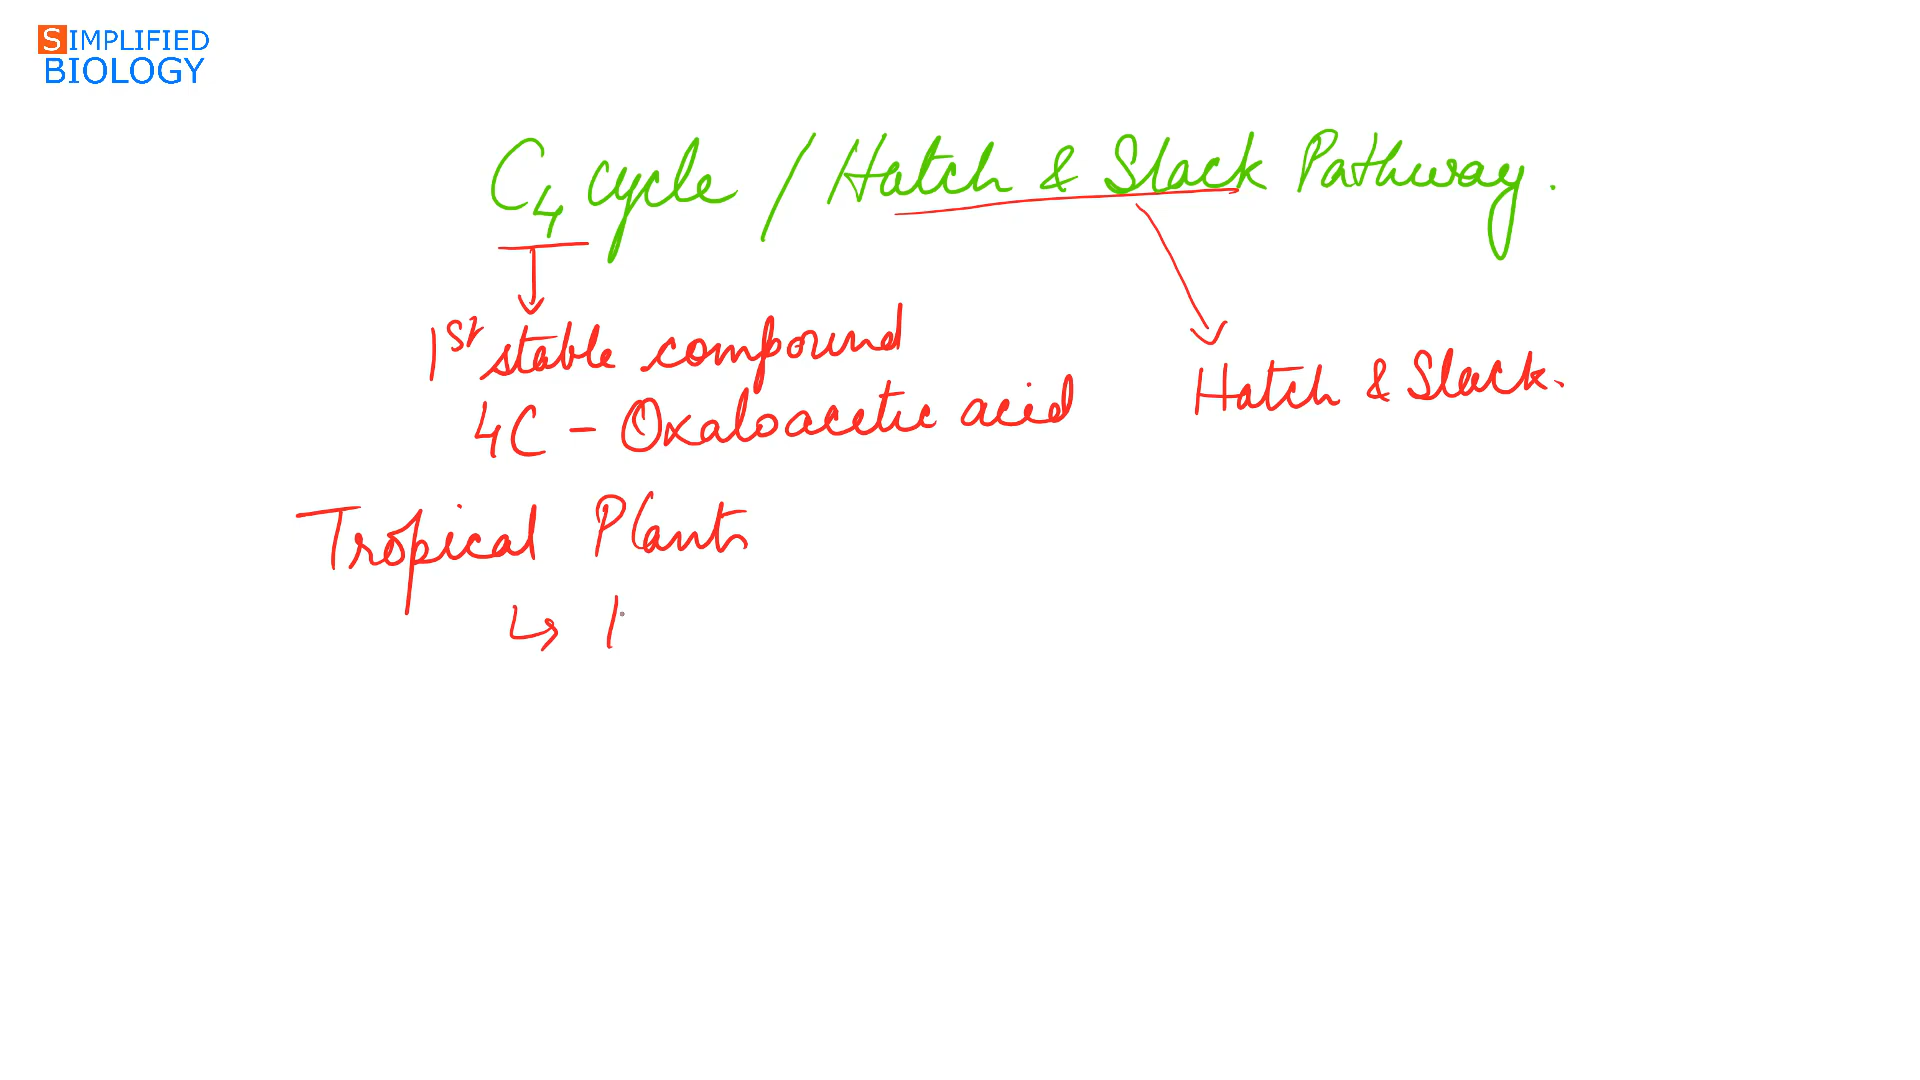 SIMPLIFIED
BIOLOGY
C4 cycle / Hatch & Slack Pathway.
1st stable compound
4C - Oxaloacetic acid
Hatch & Slack.
Tropical Plants
↳